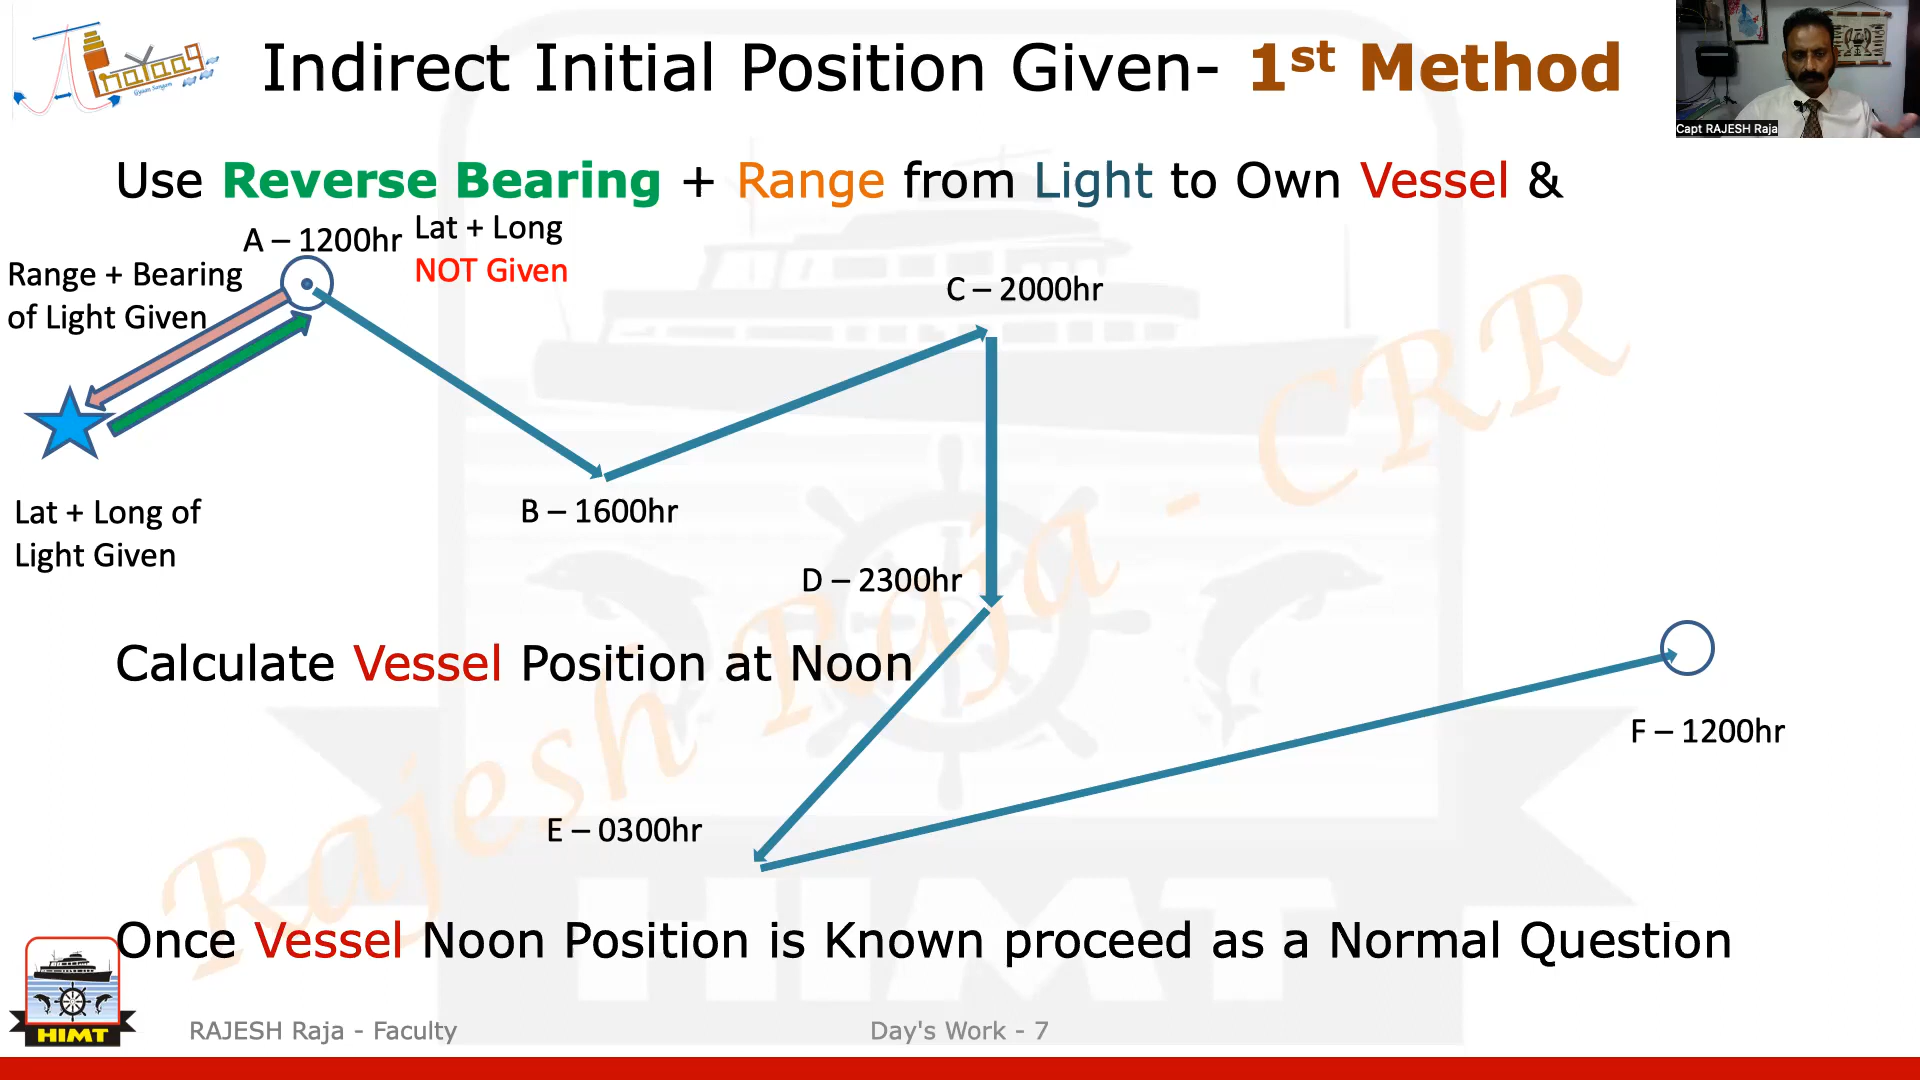 Indirect Initial Position Given- 1st Method
Capt RAJESH Raja
Use Reverse Bearing + Range from Light to Own Vessel &
A – 1200hr
Lat + Long
NOT Given
Range + Bearing
of Light Given
C – 2000hr
B – 1600hr
Lat + Long of
Light Given
D – 2300hr
Calculate Vessel Position at Noon
F – 1200hr
E – 0300hr
Once Vessel Noon Position is Known proceed as a Normal Question
Rajesh Raja - CRR
HIMT
HIMT
RAJESH Raja - Faculty
Day's Work - 7